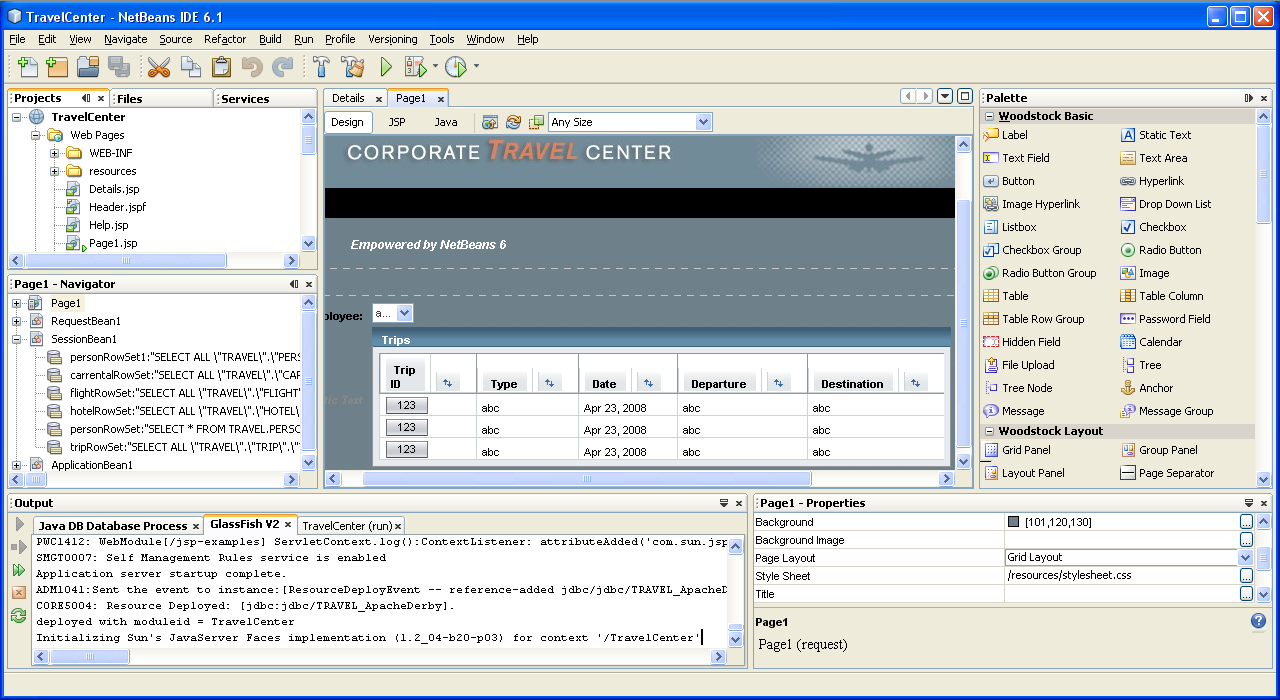 TravelCenter - NetBeans IDE 6.1
File Edit View Navigate Source Refactor Build Run Profile Versioning Tools Window Help
Projects
Files
Services
TravelCenter
Web Pages
WEB-INF
resources
Details.jsp
Header.jspf
Help.jsp
Page1.jsp
Page1 - Navigator
Page1
RequestBean1
SessionBean1
personRowSet1:"SELECT ALL \"TRAVEL\".\"PERS
carrentalRowSet:"SELECT ALL \"TRAVEL\".\"CAR
flightRowSet:"SELECT ALL \"TRAVEL\".\"FLIGHT
hotelRowSet:"SELECT ALL \"TRAVEL\".\"HOTEL\
personRowSet:"SELECT * FROM TRAVEL.PERSO
tripRowSet:"SELECT ALL \"TRAVEL\".\"TRIP\".\"
ApplicationBean1
Details
Page1
Design JSP Java Any Size
CORPORATE TRAVEL CENTER
Empowered by NetBeans 6
loyee: a...
Trips
Trip ID Type Date Departure Destination
tic Text
123 abc Apr 23, 2008 abc abc
123 abc Apr 23, 2008 abc abc
123 abc Apr 23, 2008 abc abc
Palette
Woodstock Basic
Label Static Text
Text Field Text Area
Button Hyperlink
Image Hyperlink Drop Down List
Listbox Checkbox
Checkbox Group Radio Button
Radio Button Group Image
Table Table Column
Table Row Group Password Field
Hidden Field Calendar
File Upload Tree
Tree Node Anchor
Message Message Group
Woodstock Layout
Grid Panel Group Panel
Layout Panel Page Separator
Output
Java DB Database Process GlassFish V2 TravelCenter (run)
PWC1412: WebModule[/jsp-examples] ServletContext.log():ContextListener: attributeAdded('com.sun.jsp
SMGT0007: Self Management Rules service is enabled
Application server startup complete.
ADM1041:Sent the event to instance:[ResourceDeployEvent -- reference-added jdbc/jdbc/TRAVEL_ApacheD
CORE5004: Resource Deployed: [jdbc:jdbc/TRAVEL_ApacheDerby].
deployed with moduleid = TravelCenter
Initializing Sun's JavaServer Faces implementation (1.2_04-b20-p03) for context '/TravelCenter'
Page1 - Properties
Background [101,120,130]
Background Image
Page Layout Grid Layout
Style Sheet /resources/stylesheet.css
Title
Page1
Page1 (request)